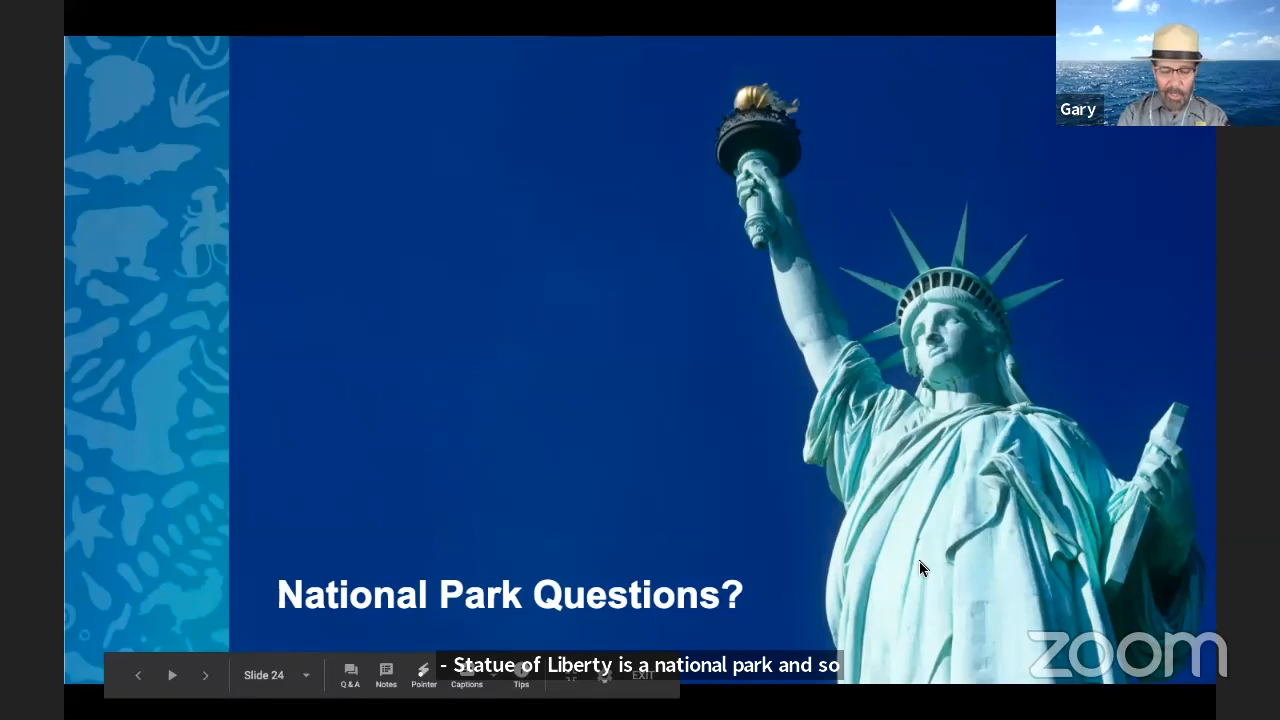 Gary
National Park Questions?
- Statue of Liberty is a national park and so
Slide 24
Q & A
Notes
Pointer
Captions
Tips
EXIT
zoom